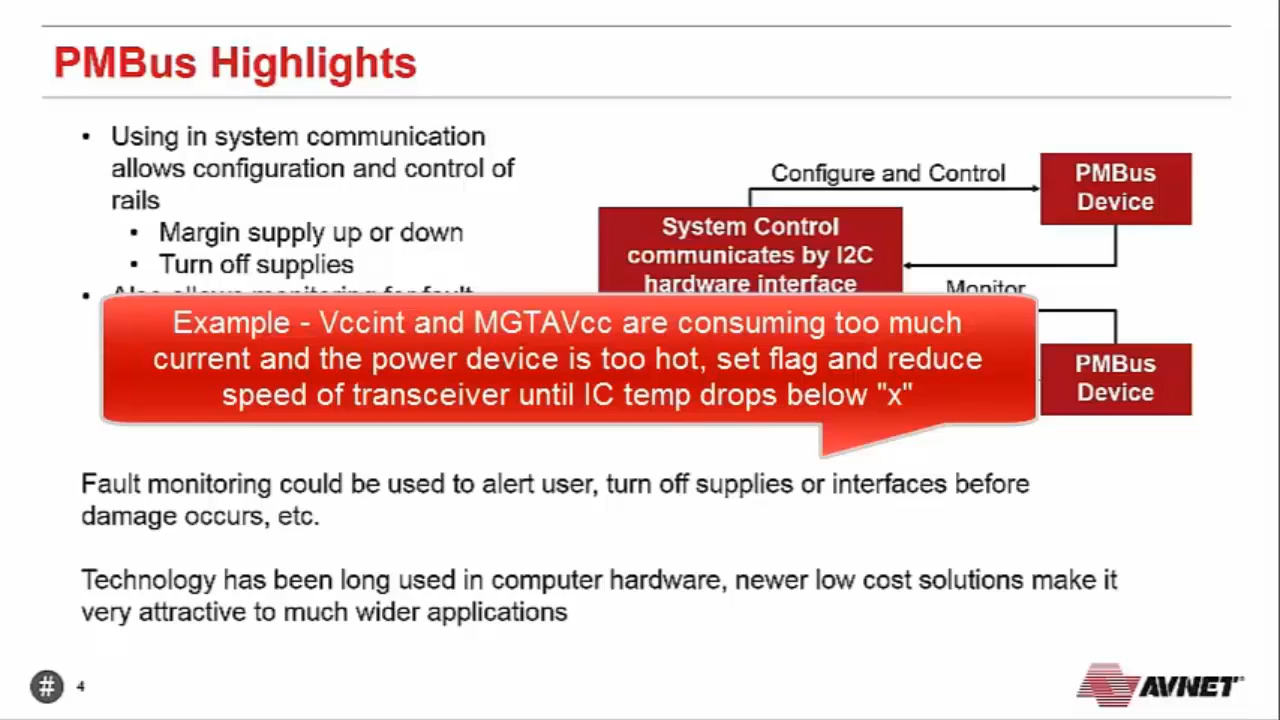 PMBus Highlights
• Using in system communication
allows configuration and control of
rails
• Margin supply up or down
• Turn off supplies
• Also allows monitoring for fault
Configure and Control
PMBus
Device
System Control
communicates by I2C
hardware interface
Monitor
PMBus
Device
Example - Vccint and MGTAVcc are consuming too much
current and the power device is too hot, set flag and reduce
speed of transceiver until IC temp drops below "x"
Fault monitoring could be used to alert user, turn off supplies or interfaces before
damage occurs, etc.
Technology has been long used in computer hardware, newer low cost solutions make it
very attractive to much wider applications
# 4
AVNET